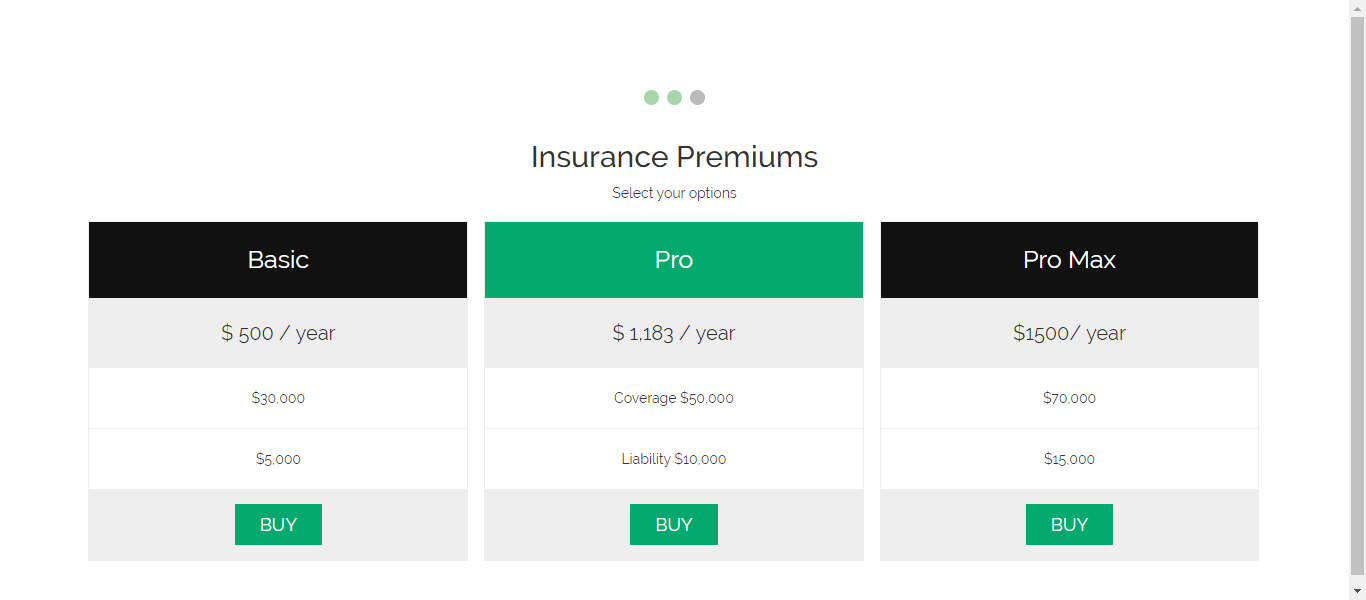 Insurance Premiums
Select your options
Basic
$ 500 / year
$30,000
$5,000
BUY
Pro
$ 1,183 / year
Coverage $50,000
Liability $10,000
BUY
Pro Max
$1500/ year
$70,000
$15,000
BUY